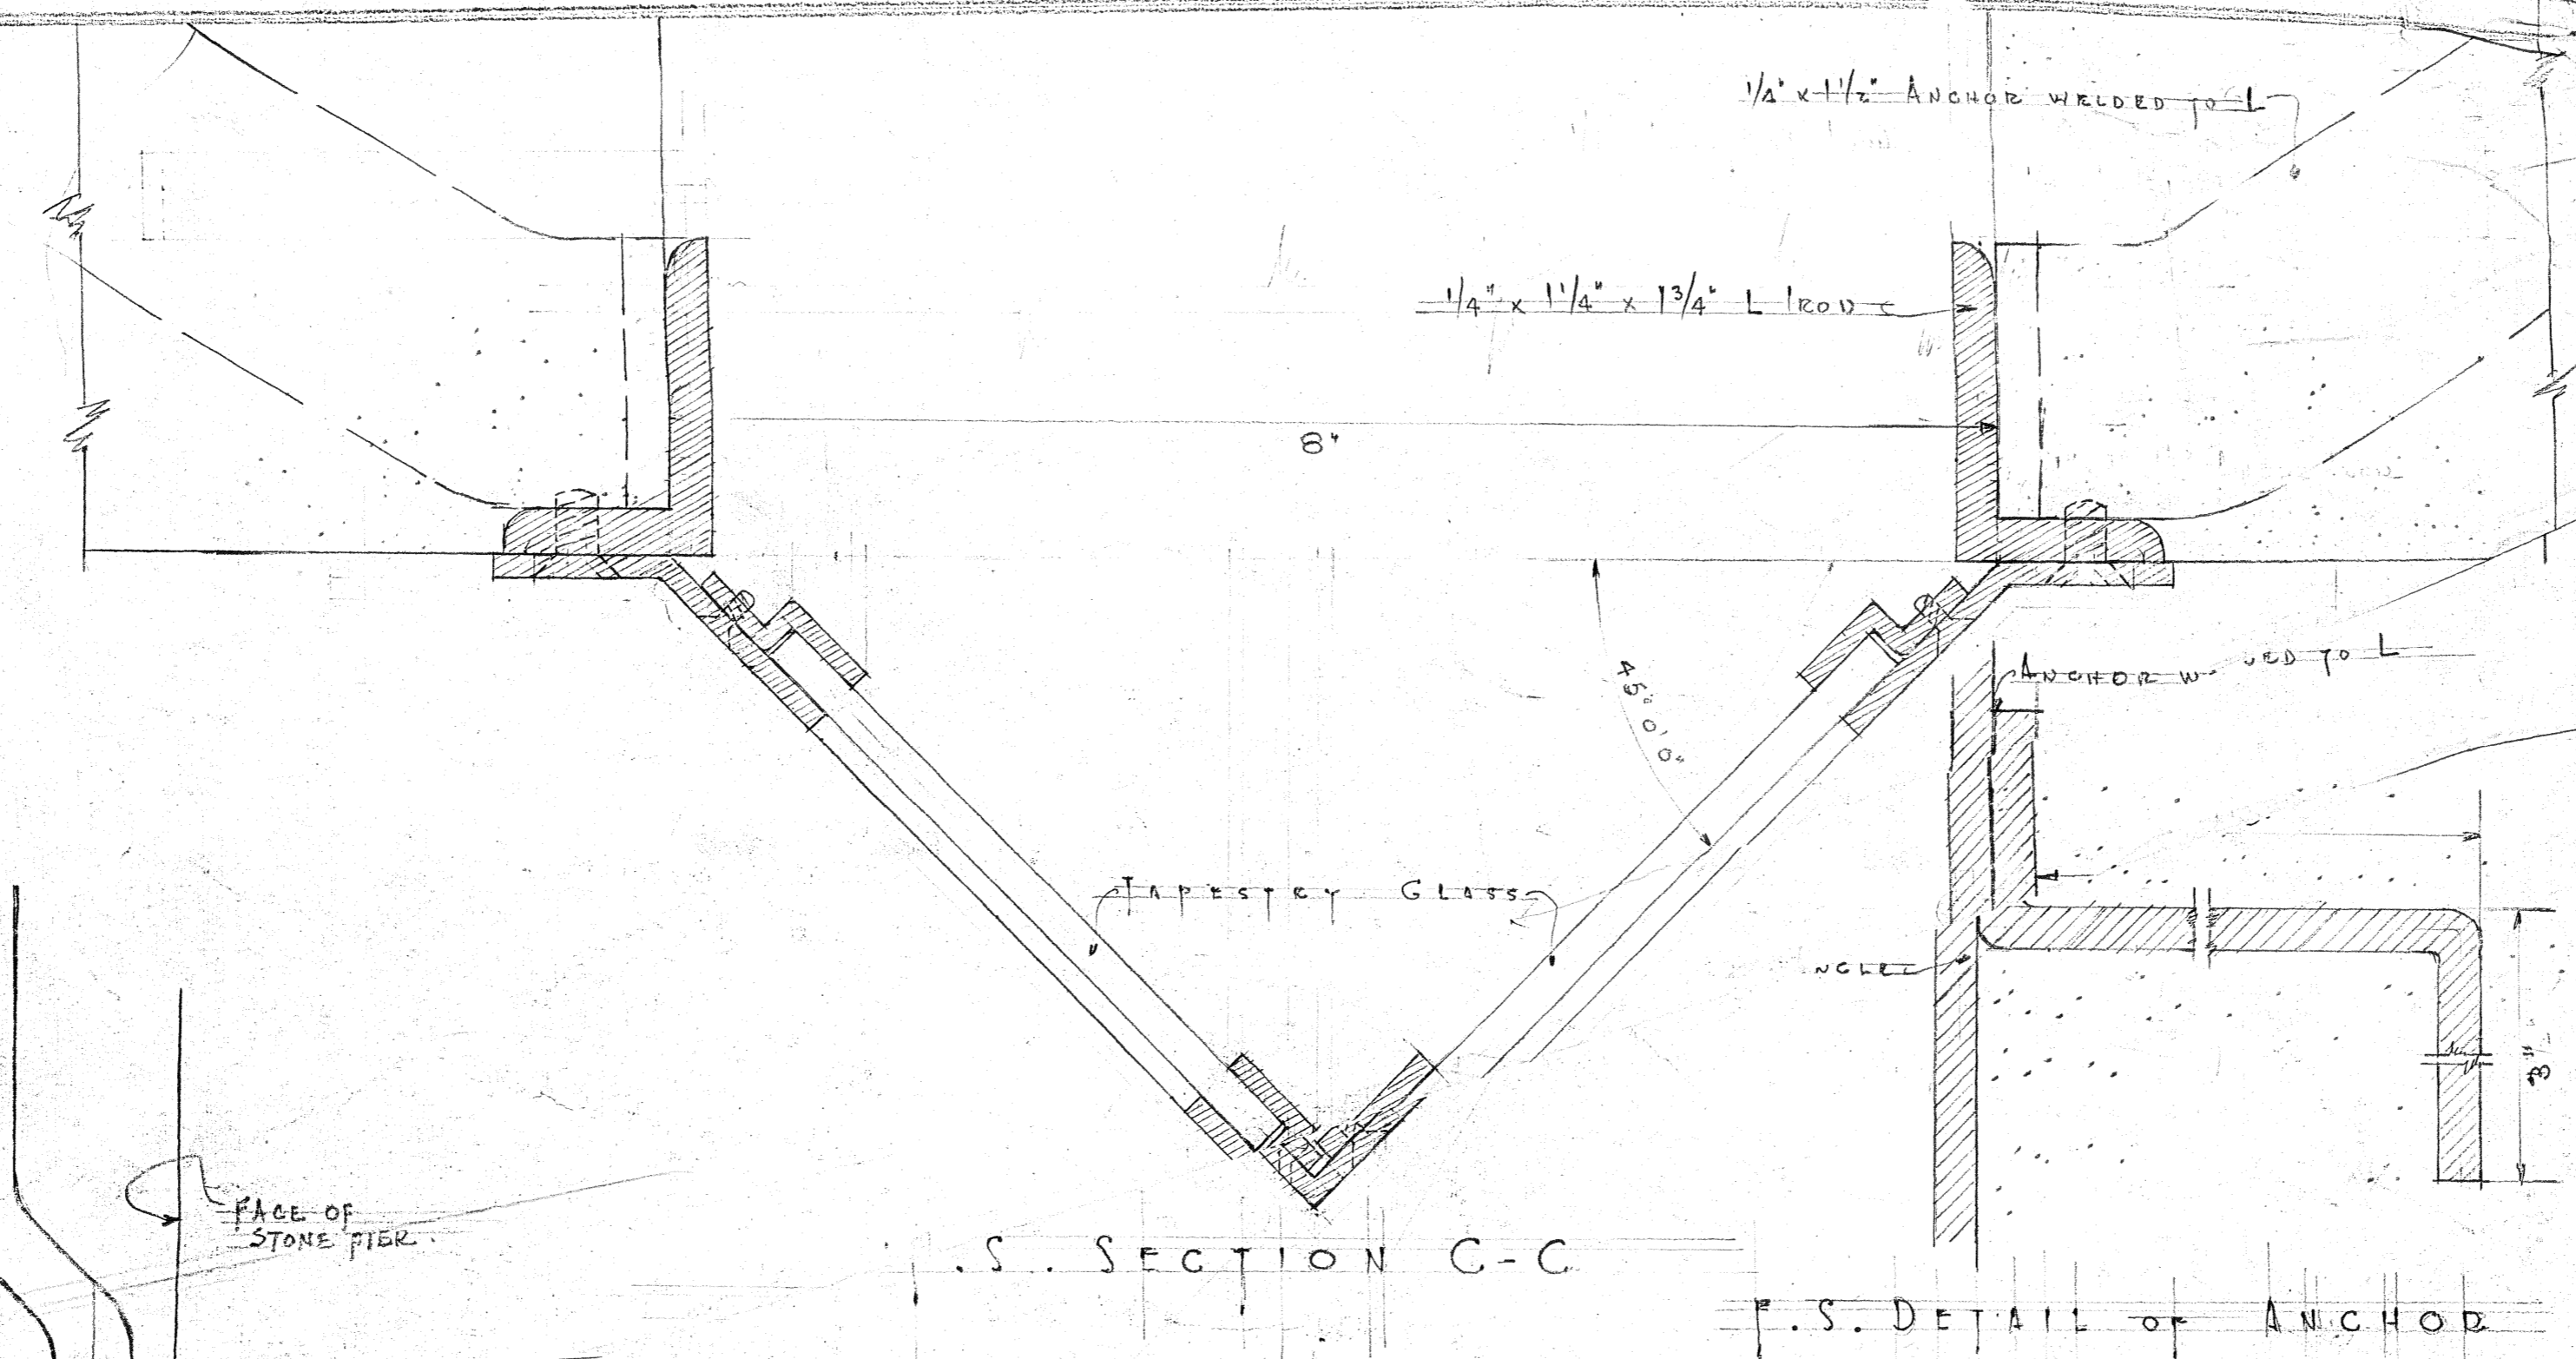 1/4" x 1 1/2" ANCHOR WELDED TO L
1/4" x 1 1/4" x 1 3/4" L IRON
8"
45° 0' 0"
ANCHOR W UED TO L
TAPESTRY GLASS
NGLE
3"
FACE OF
STONE PIER.
.S. SECTION C-C
F.S. DETAIL OF ANCHOR